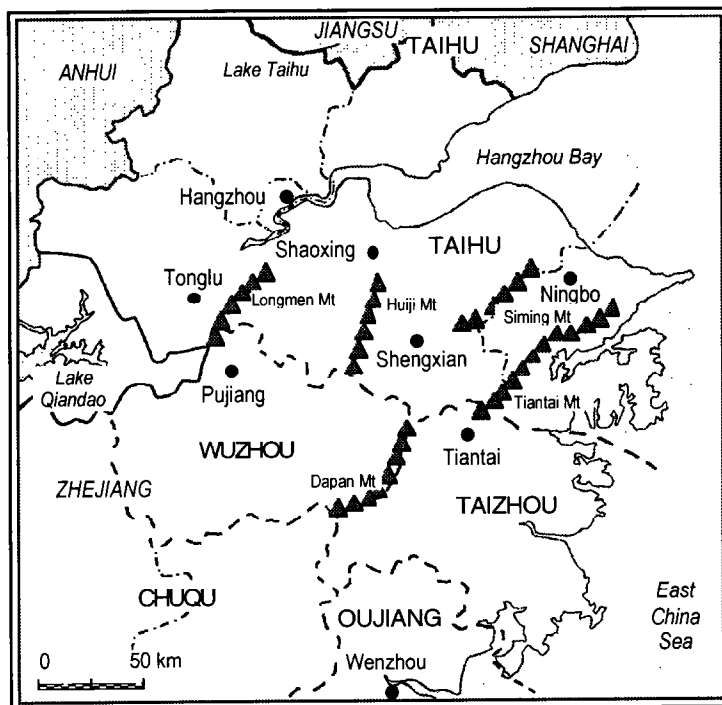 JIANGSU
TAIHU
SHANGHAI
ANHUI
Lake Taihu
Hangzhou Bay
Hangzhou
Shaoxing
TAIHU
Tonglu
Longmen Mt
Huiji Mt
Ningbo
Siming Mt
Shengxian
Lake
Qiandao
Pujiang
Tiantai Mt
WUZHOU
Tiantai
ZHEJIANG
Dapan Mt
TAIZHOU
CHUQU
OUJIANG
East
China
Sea
0 50 km
Wenzhou